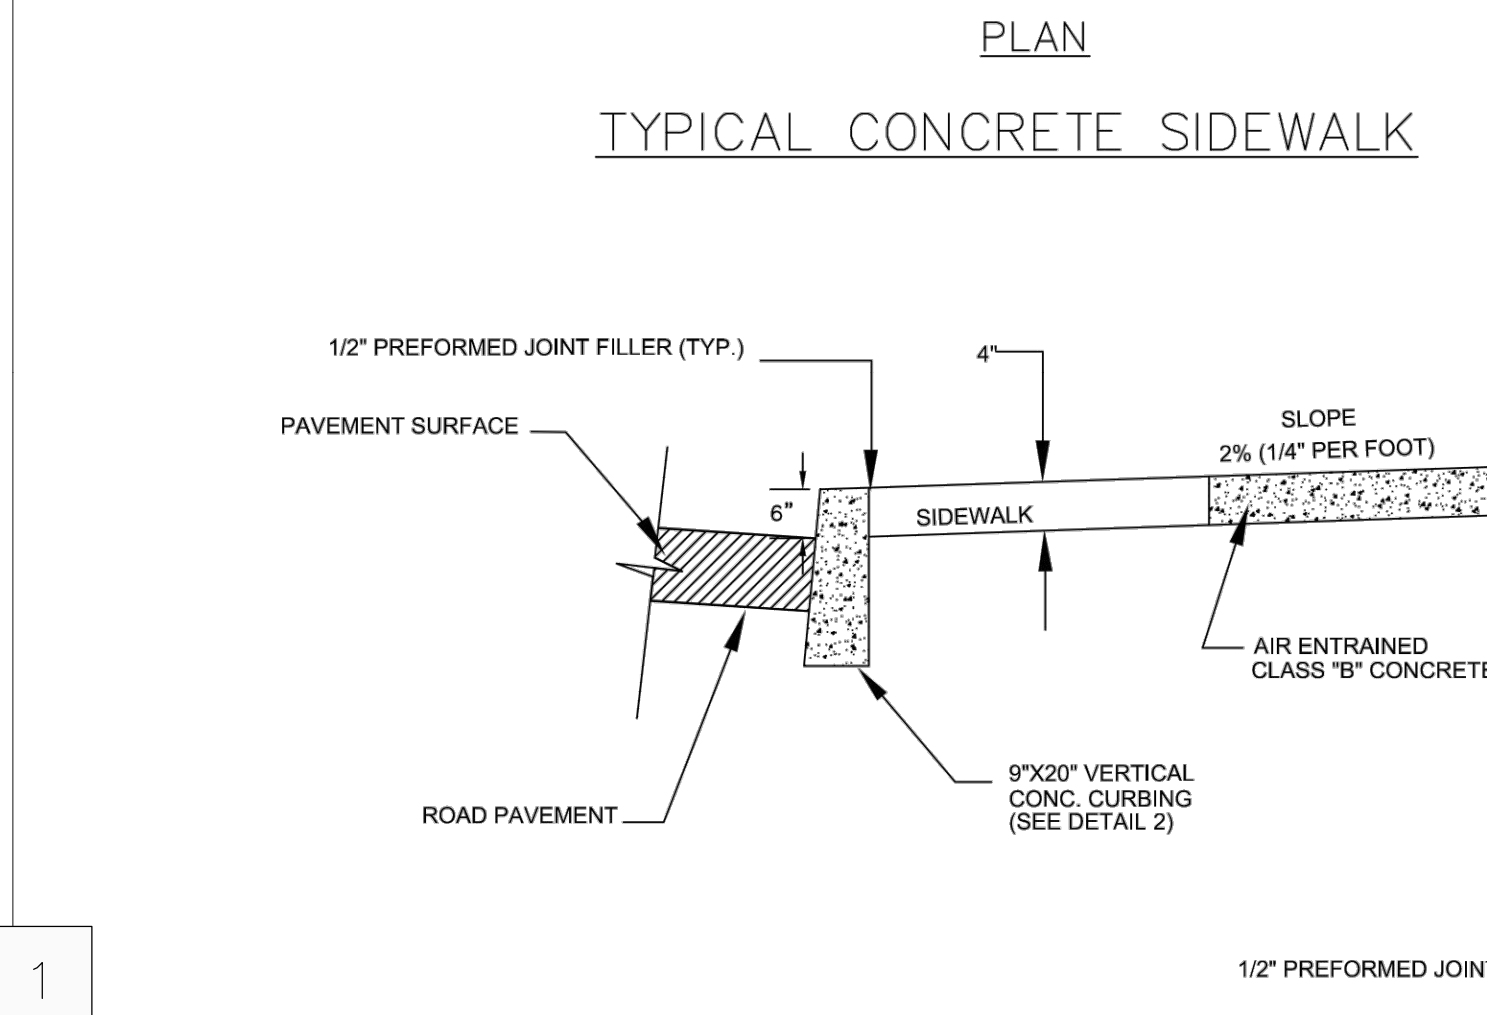 PLAN
TYPICAL CONCRETE SIDEWALK
1/2" PREFORMED JOINT FILLER (TYP.)
4"
PAVEMENT SURFACE
SLOPE
2% (1/4" PER FOOT)
6"
SIDEWALK
AIR ENTRAINED
CLASS "B" CONCRETE
9"X20" VERTICAL
CONC. CURBING
(SEE DETAIL 2)
ROAD PAVEMENT
1
1/2" PREFORMED JOIN